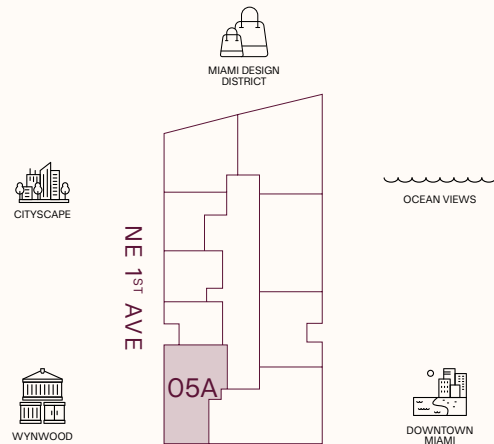 MIAMI DESIGN
DISTRICT
CITYSCAPE
OCEAN VIEWS
NE 1ST AVE
05A
WYNWOOD
DOWNTOWN
MIAMI